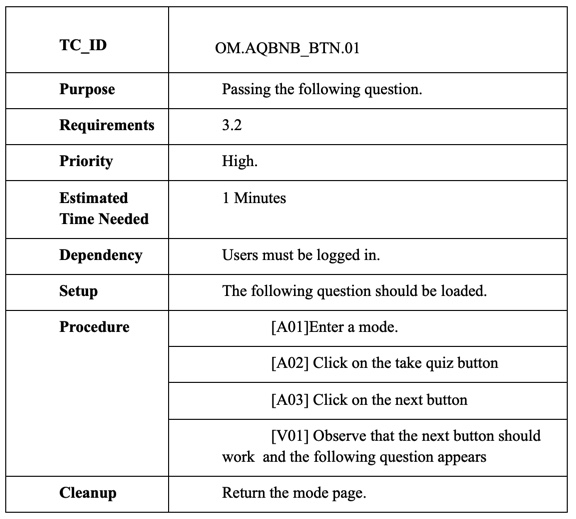 TC_ID
OM.AQBNB_BTN.01
Purpose
Passing the following question.
Requirements
3.2
Priority
High.
Estimated
Time Needed
1 Minutes
Dependency
Users must be logged in.
Setup
The following question should be loaded.
Procedure
[A01]Enter a mode.
[A02] Click on the take quiz button
[A03] Click on the next button
[V01] Observe that the next button should
work and the following question appears
Cleanup
Return the mode page.